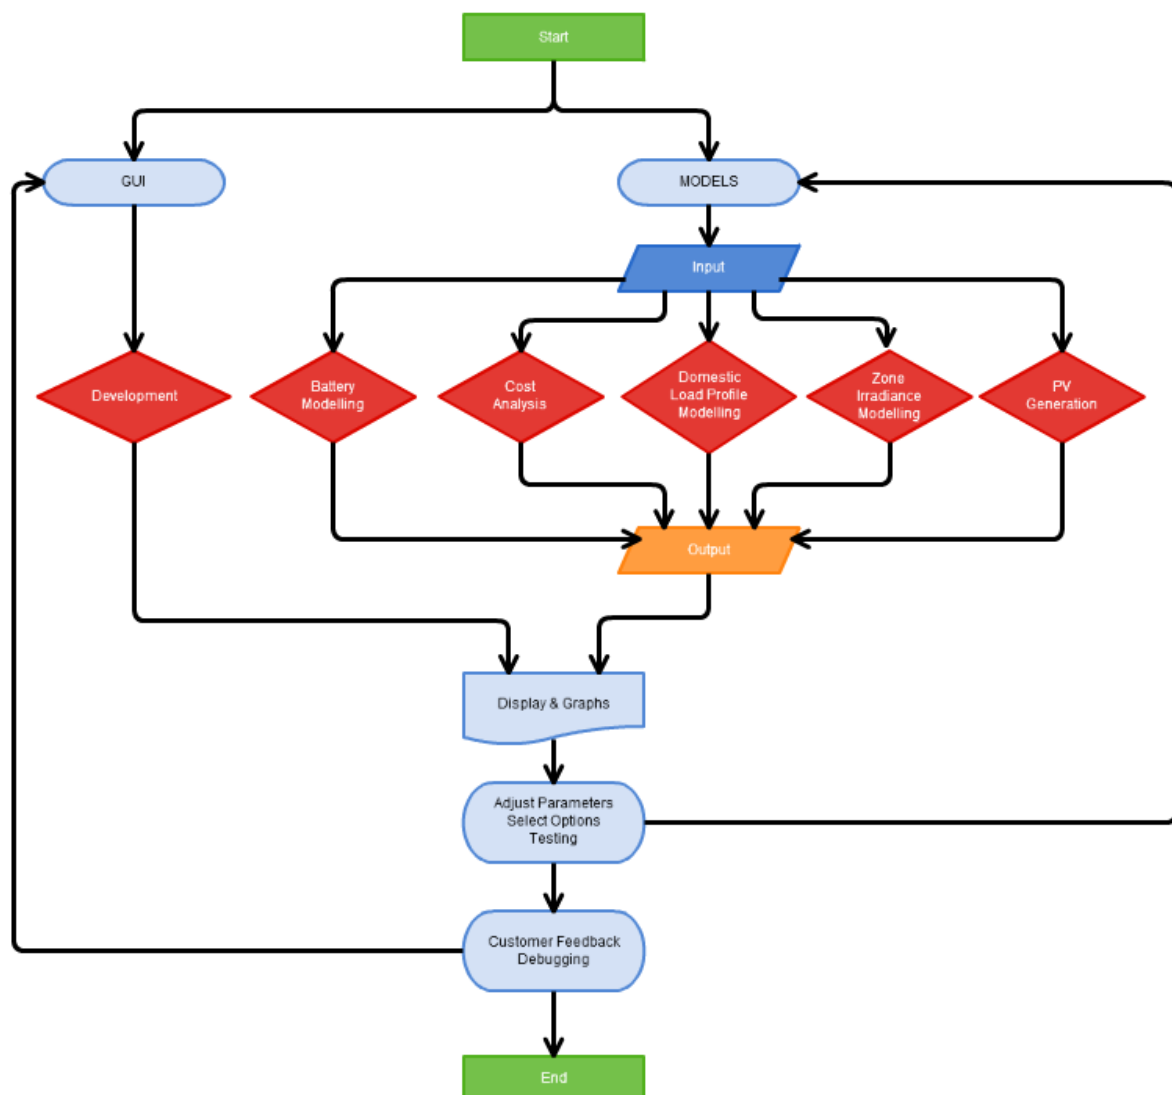 Start
GUI
MODELS
Input
Development
Battery
Modelling
Cost
Analysis
Domestic
Load Profile
Modelling
Zone
Irradiance
Modelling
PV
Generation
Output
Display & Graphs
Adjust Parameters
Select Options
Testing
Customer Feedback
Debugging
End